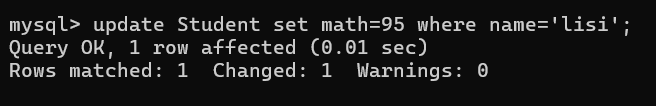 mysql> update Student set math=95 where name='lisi';
Query OK, 1 row affected (0.01 sec)
Rows matched: 1  Changed: 1  Warnings: 0